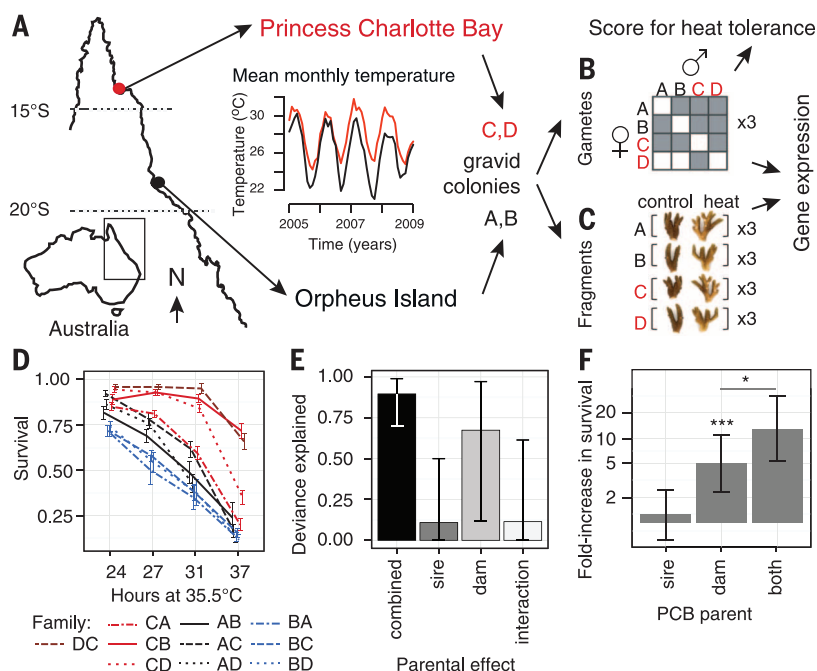 A
Princess Charlotte Bay
15°S
20°S
Australia
N
Orpheus Island
Mean monthly temperature
Temperature (°C)
30
26
22
2005 2007 2009
Time (years)
C,D
gravid
colonies
A,B
Score for heat tolerance
B
♂
A B C D
Gametes
♀
A
B
C
D
x3
C
control heat
Fragments
A x3
B x3
C x3
D x3
Gene expression
D
Survival
1.00
0.75
0.50
0.25
24 27 31 37
Hours at 35.5°C
Family: CA AB BA
DC CB AC BC
CD AD BD
E
Deviance explained
1.00
0.75
0.50
0.25
0.00
combined
sire
dam
interaction
Parental effect
F
Fold-increase in survival
20
10
5
2
***
*
sire
dam
both
PCB parent